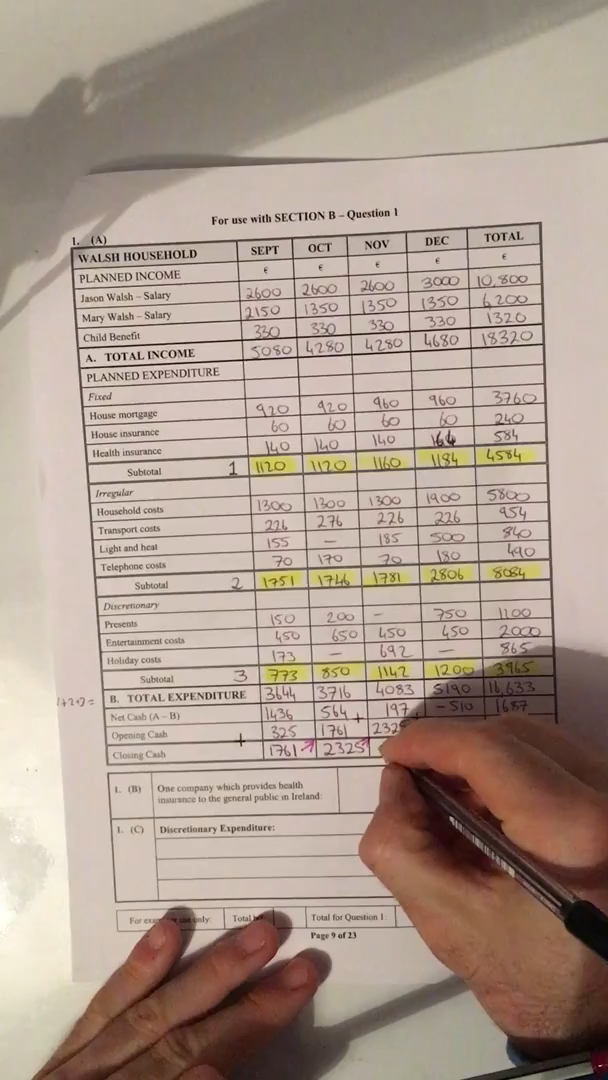 For use with SECTION B – Question 1
1. (A)
WALSH HOUSEHOLD SEPT OCT NOV DEC TOTAL
PLANNED INCOME € € € € €
Jason Walsh – Salary 2600 2600 2600 3000 10,800
Mary Walsh – Salary 2150 1350 1350 1350 6,200
Child Benefit 330 330 330 330 1320
A. TOTAL INCOME 5080 4280 4280 4680 18320
PLANNED EXPENDITURE
Fixed
House mortgage 920 920 960 960 3760
House insurance 60 60 60 60 240
Health insurance 140 140 140 164 584
Subtotal 1 1120 1120 1160 1184 4584
Irregular
Household costs 1300 1300 1300 1900 5800
Transport costs 226 276 226 226 954
Light and heat 155 – 185 500 840
Telephone costs 70 170 70 180 490
Subtotal 2 1751 1746 1781 2806 8084
Discretionary
Presents 150 200 – 750 1100
Entertainment costs 450 650 450 450 2000
Holiday costs 173 – 692 – 865
Subtotal 3 773 850 1142 1200 3965
1+2+3= B. TOTAL EXPENDITURE 3644 3716 4083 5190 16,633
Net Cash (A – B) 1436 564 + 197 + -510 1687
Opening Cash + 325 1761 2325
Closing Cash 1761 2325
1. (B) One company which provides health
insurance to the general public in Ireland:
1. (C) Discretionary Expenditure:
only: Total for Question 1:
Page 9 of 23